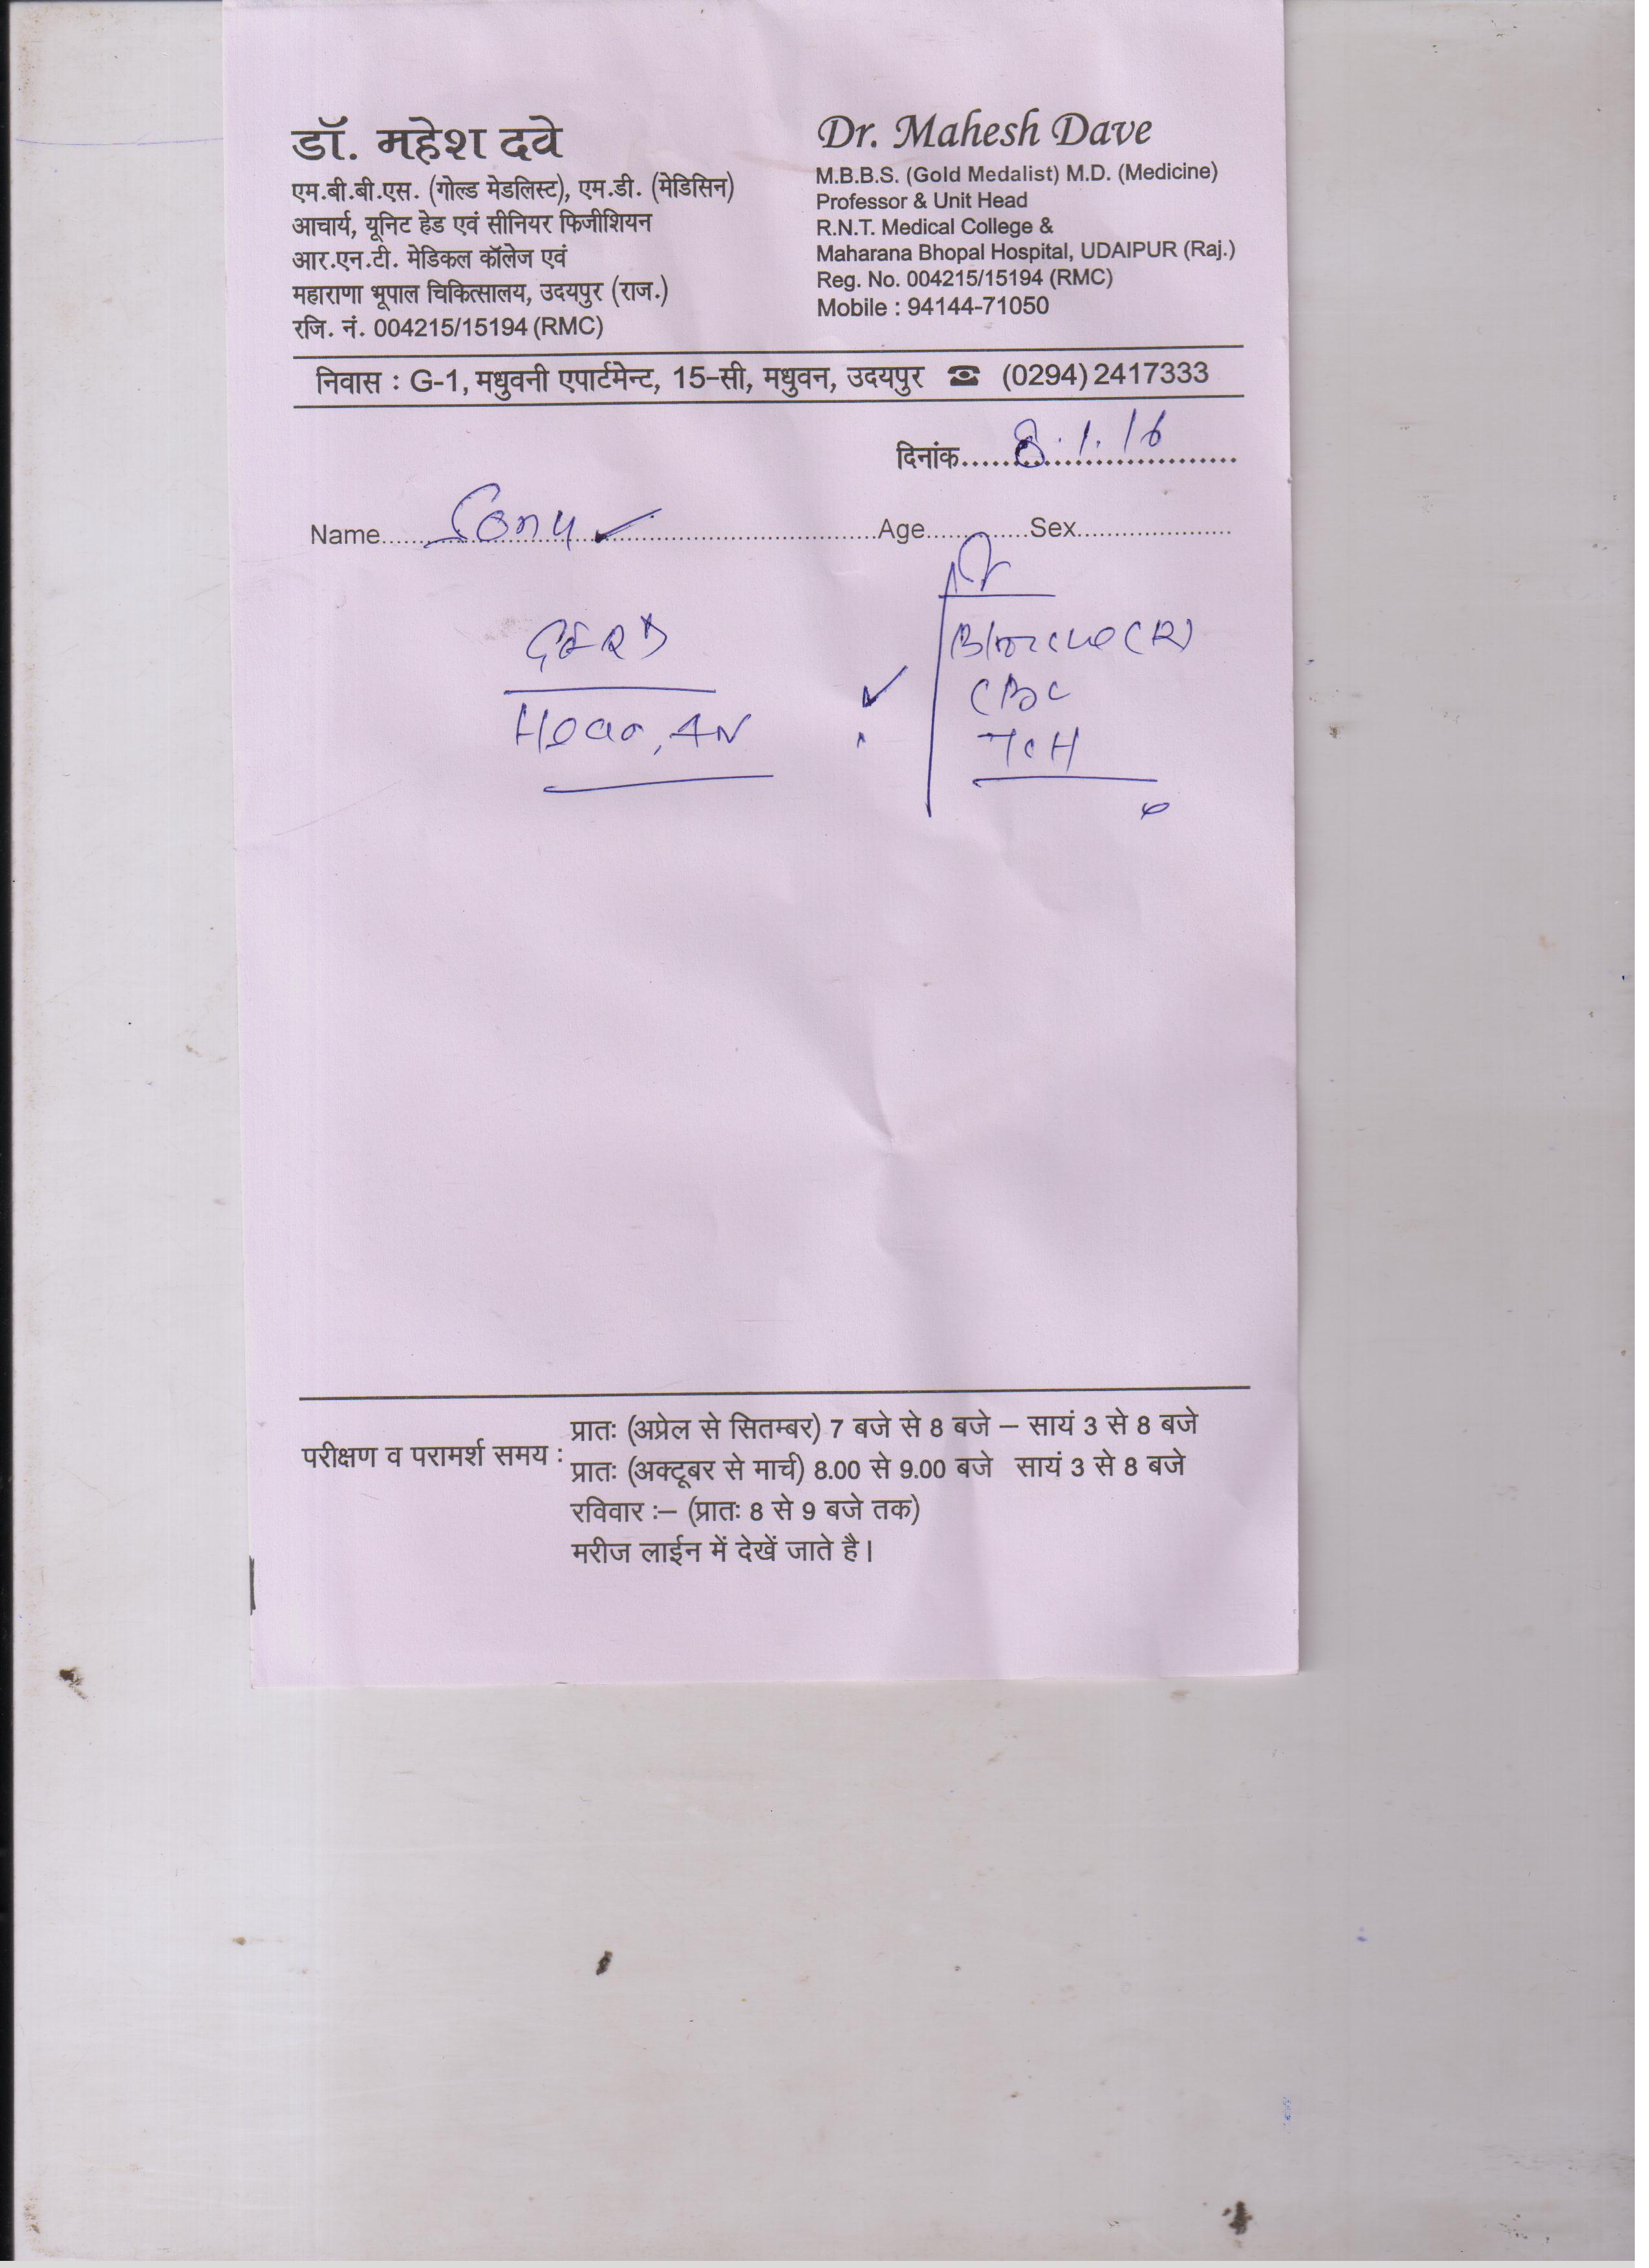 डॉ. महेश दवे
एम.बी.बी.एस. (गोल्ड मेडलिस्ट), एम.डी. (मेडिसिन)
आचार्य, यूनिट हेड एवं सीनियर फिजीशियन
आर.एन.टी. मेडिकल कॉलेज एवं
महाराणा भूपाल चिकित्सालय, उदयपुर (राज.)
रजि. नं. 004215/15194 (RMC)
Dr. Mahesh Dave
M.B.B.S. (Gold Medalist) M.D. (Medicine)
Professor & Unit Head
R.N.T. Medical College &
Maharana Bhopal Hospital, UDAIPUR (Raj.)
Reg. No. 004215/15194 (RMC)
Mobile : 94144-71050
निवास : G-1, मधुवनी एपार्टमेन्ट, 15-सी, मधुवन, उदयपुर ☎ (0294) 2417333
दिनांक 8.1.16
Name Sonu Age Sex
GERD
CBC
परीक्षण व परामर्श समय :
प्रातः (अप्रेल से सितम्बर) 7 बजे से 8 बजे – सायं 3 से 8 बजे
प्रातः (अक्टूबर से मार्च) 8.00 से 9.00 बजे सायं 3 से 8 बजे
रविवार :– (प्रातः 8 से 9 बजे तक)
मरीज लाईन में देखें जाते है।